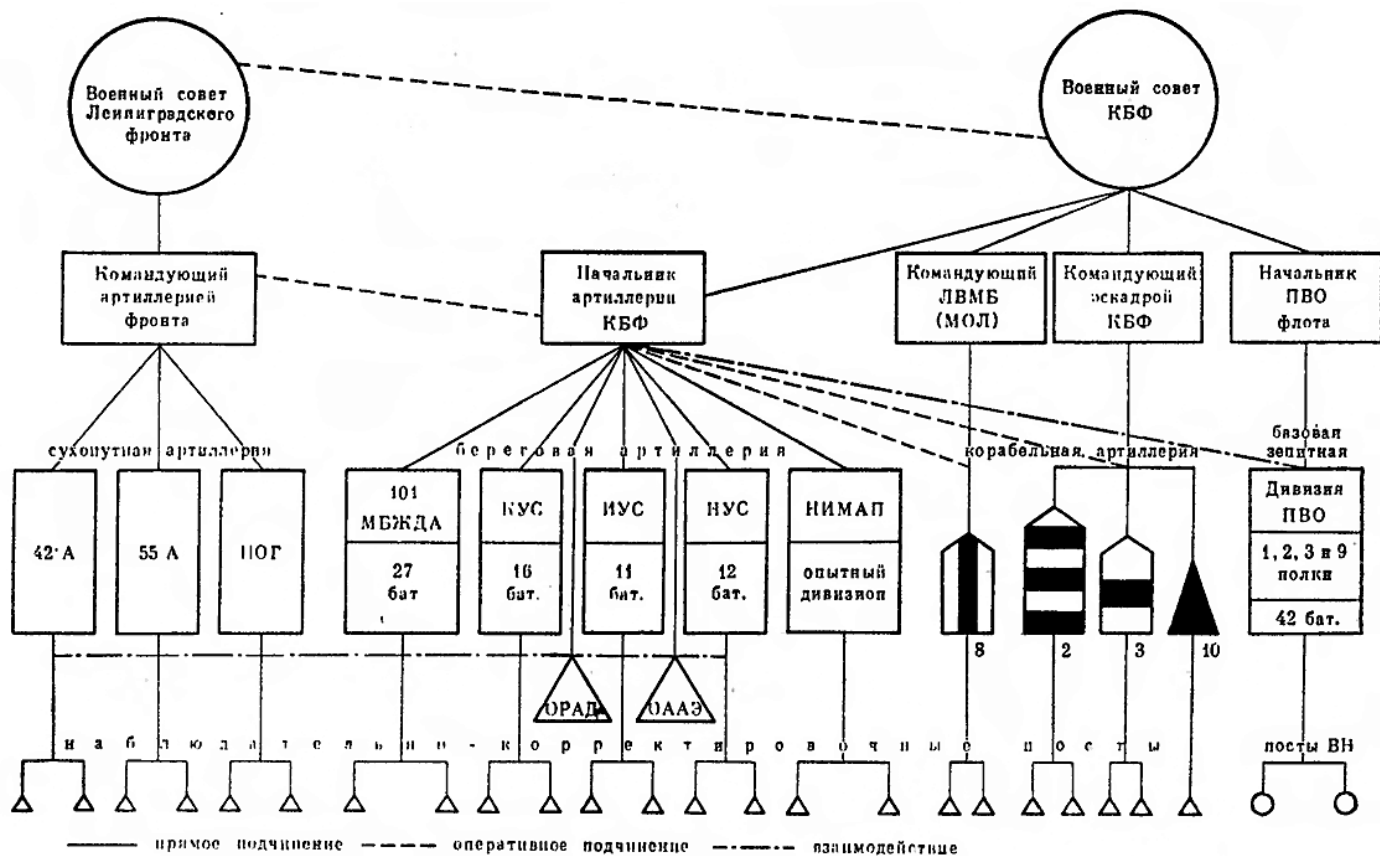 Военный совет
Ленинградского
фронта
Военный совет
КБФ
Командующий
артиллерией
фронта
Начальник
артиллерии
КБФ
Командующий
ЛВМБ
(МОЛ)
Командующий
эскадрой
КБФ
Начальник
ПВО
флота
сухопутная артиллерия
береговая артиллерия
корабельная артиллерия
базовая
зенитная
42 А
55 А
ПОГ
101
МБЖДА
27
бат
КУС
16
бат.
ИУС
11
бат.
НУС
12
бат.
НИМАП
опытный
дивизион
Дивизия
ПВО
1, 2, 3 и 9
полки
42 бат.
8
2
3
10
ОРАД
ОААЭ
наблюдательно-корректировочные посты
посты ВН
прямое подчинение
оперативное подчинение
взаимодействие